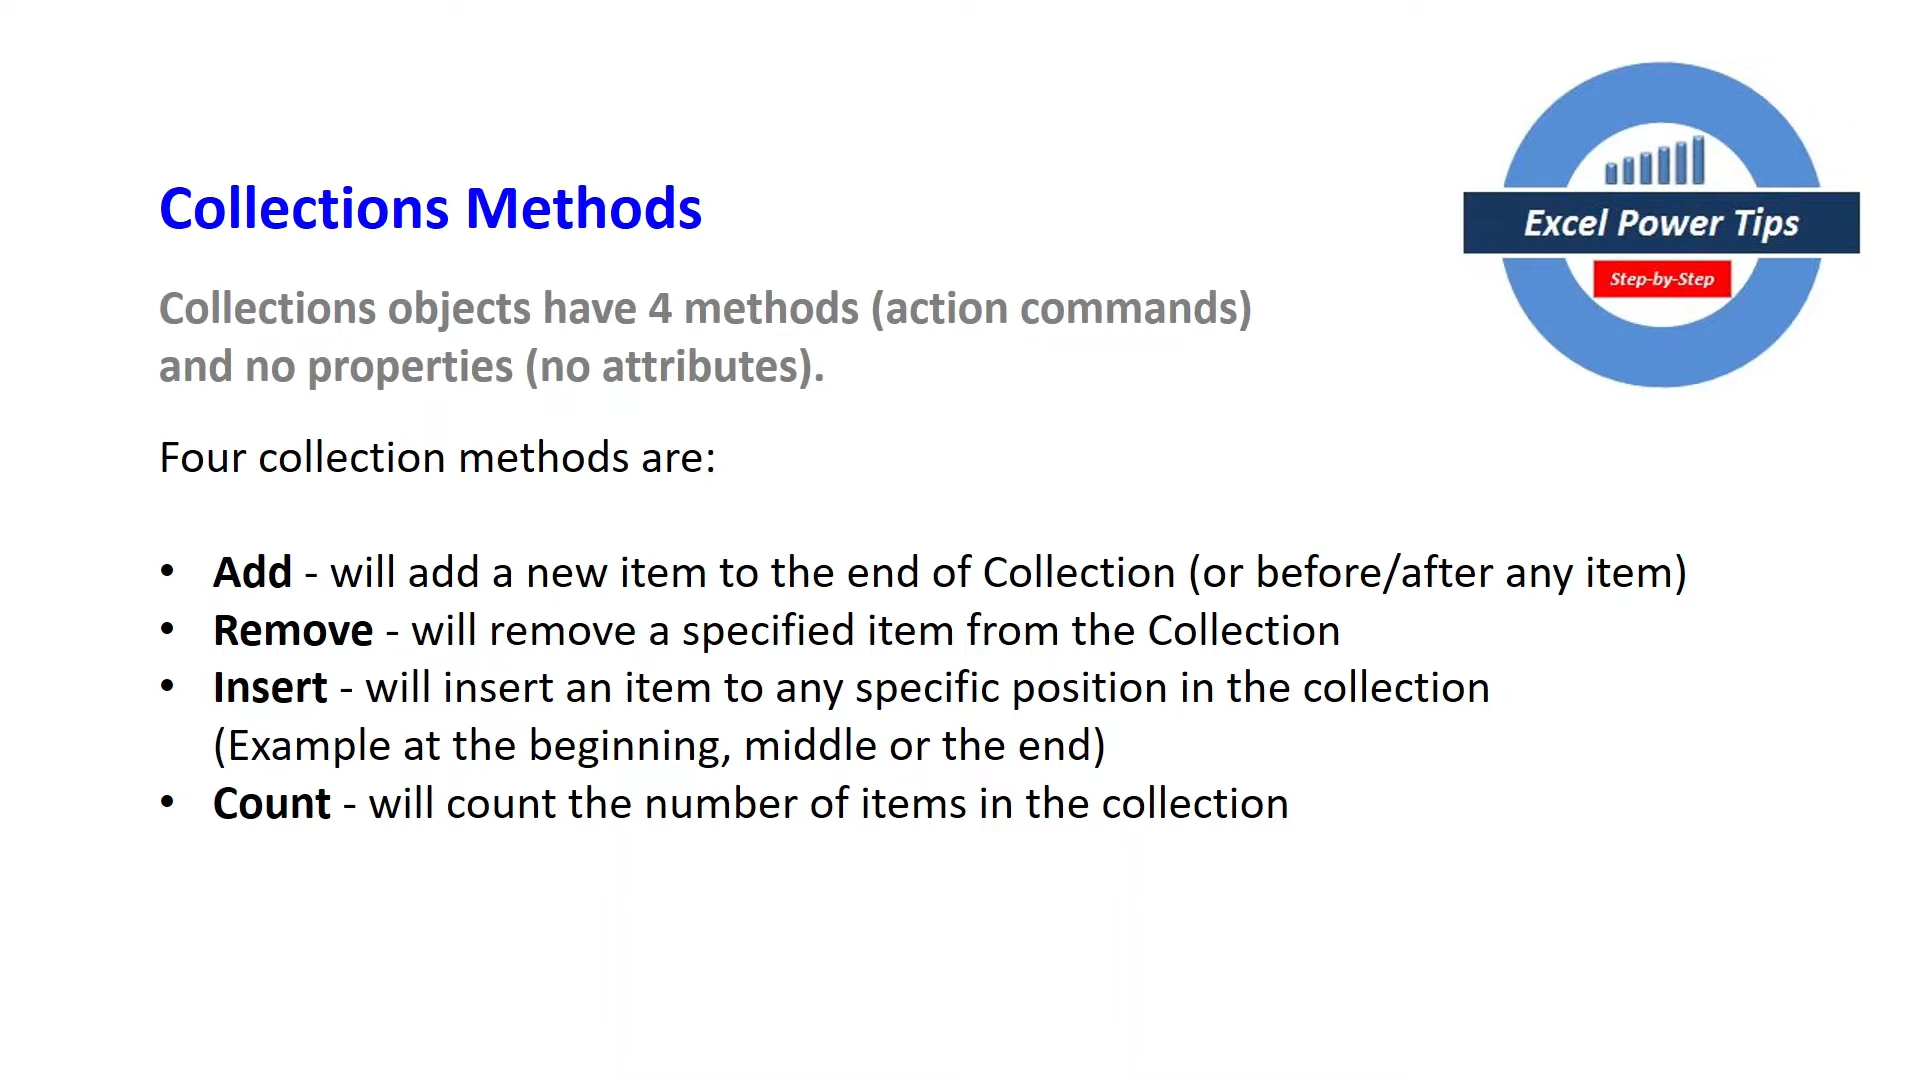 Excel Power Tips
Step-by-Step
Collections Methods
Collections objects have 4 methods (action commands)
and no properties (no attributes).
Four collection methods are:
• Add - will add a new item to the end of Collection (or before/after any item)
• Remove - will remove a specified item from the Collection
• Insert - will insert an item to any specific position in the collection
(Example at the beginning, middle or the end)
• Count - will count the number of items in the collection